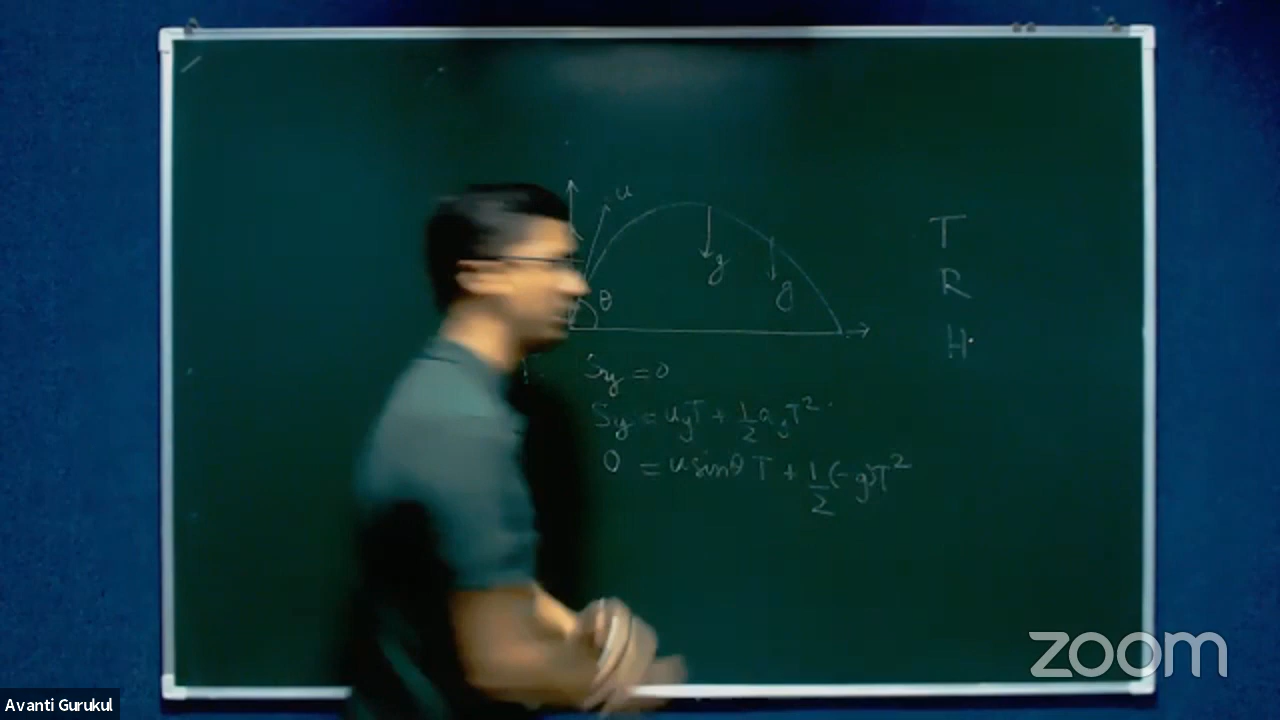 u
θ
g
g
T
R
H
Sy = 0
Sy = uyT + 1/2 ayT²
0 = u sinθ T + 1/2 (-g)T²
zoom
Avanti Gurukul